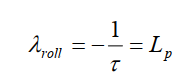 λ_roll = -1/τ = L_p